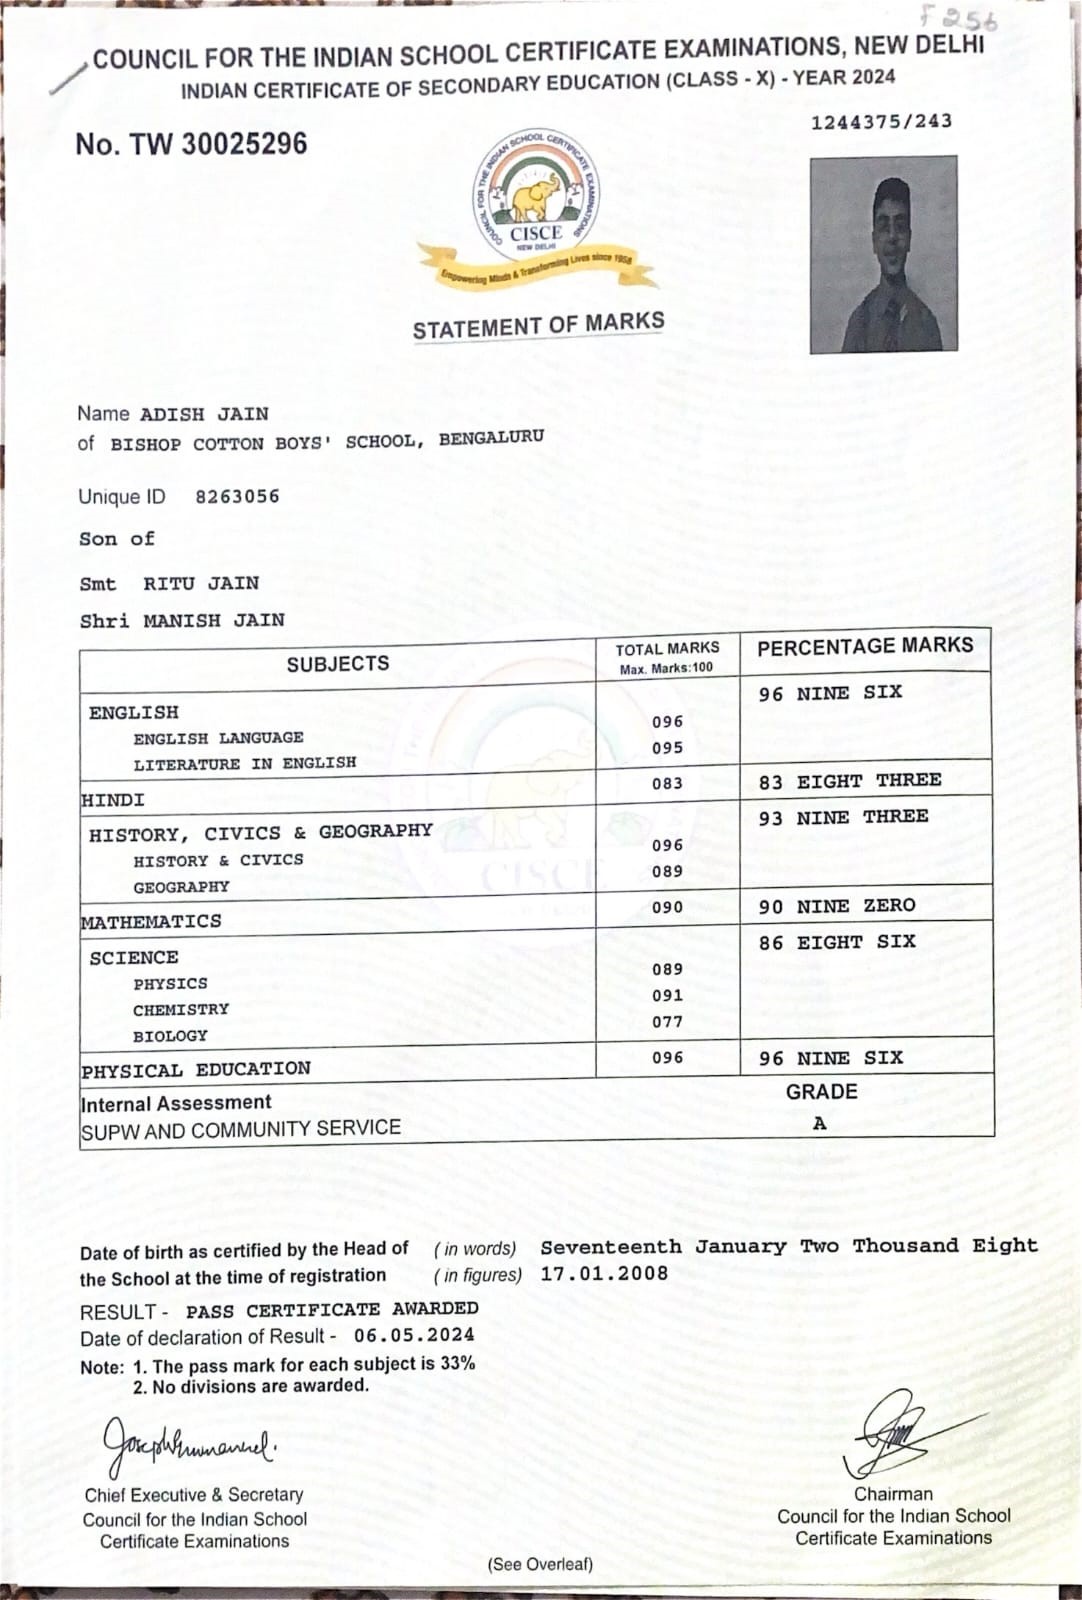 F 256
COUNCIL FOR THE INDIAN SCHOOL CERTIFICATE EXAMINATIONS, NEW DELHI
INDIAN CERTIFICATE OF SECONDARY EDUCATION (CLASS - X) - YEAR 2024
1244375/243
No. TW 30025296
COUNCIL FOR THE INDIAN SCHOOL CERTIFICATE EXAMINATIONS
CISCE
NEW DELHI
Empowering Minds & Transforming Lives since 1958
STATEMENT OF MARKS
Name ADISH JAIN
of BISHOP COTTON BOYS' SCHOOL, BENGALURU
Unique ID 8263056
Son of
Smt RITU JAIN
Shri MANISH JAIN
SUBJECTS TOTAL MARKS PERCENTAGE MARKS
Max. Marks:100
ENGLISH 96 NINE SIX
ENGLISH LANGUAGE 096
LITERATURE IN ENGLISH 095
HINDI 083 83 EIGHT THREE
HISTORY, CIVICS & GEOGRAPHY 93 NINE THREE
HISTORY & CIVICS 096
GEOGRAPHY 089
MATHEMATICS 090 90 NINE ZERO
SCIENCE 86 EIGHT SIX
PHYSICS 089
CHEMISTRY 091
BIOLOGY 077
PHYSICAL EDUCATION 096 96 NINE SIX
Internal Assessment GRADE
SUPW AND COMMUNITY SERVICE A
CISCE
Date of birth as certified by the Head of (in words) Seventeenth January Two Thousand Eight
the School at the time of registration (in figures) 17.01.2008
RESULT - PASS CERTIFICATE AWARDED
Date of declaration of Result - 06.05.2024
Note: 1. The pass mark for each subject is 33%
2. No divisions are awarded.
Chief Executive & Secretary
Council for the Indian School
Certificate Examinations
Chairman
Council for the Indian School
Certificate Examinations
(See Overleaf)